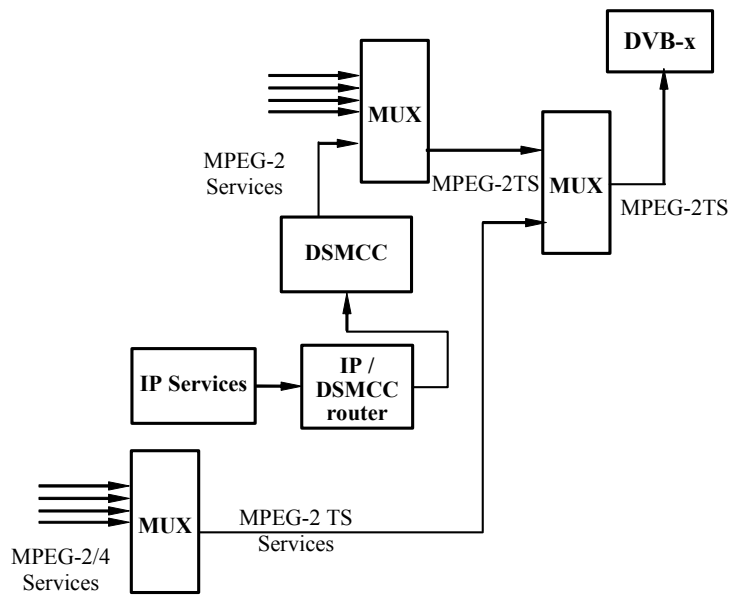 DVB-x
MUX
MPEG-2
Services
MPEG-2TS
MUX
MPEG-2TS
DSMCC
IP Services
IP /
DSMCC
router
MUX
MPEG-2 TS
Services
MPEG-2/4
Services